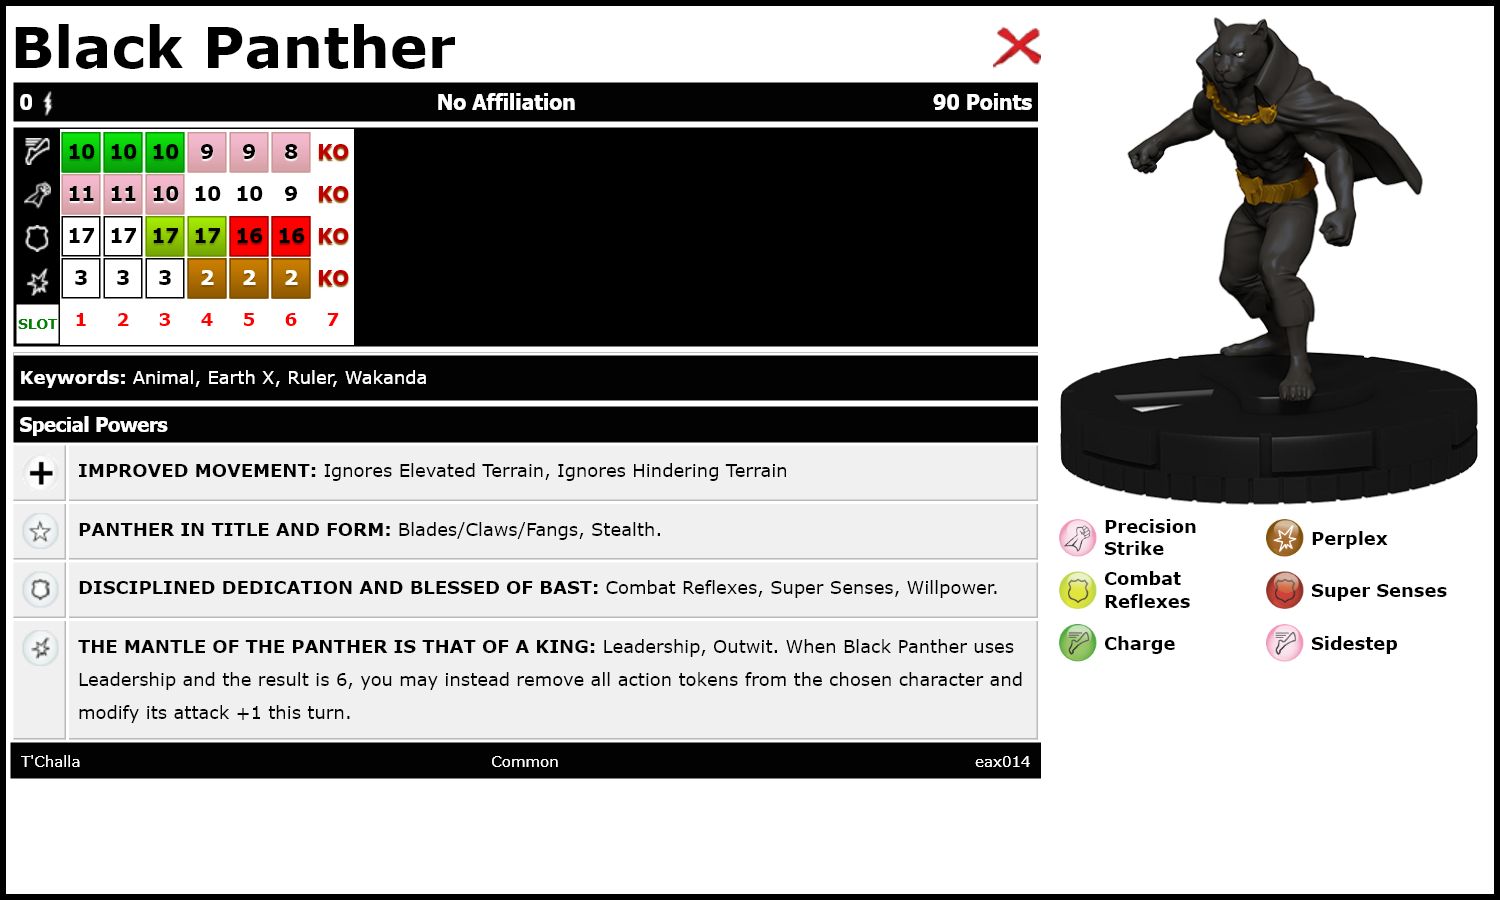 Black Panther
0 No Affiliation 90 Points
10 10 10 9 9 8 KO
11 11 10 10 10 9 KO
17 17 17 17 16 16 KO
3 3 3 2 2 2 KO
SLOT 1 2 3 4 5 6 7
Keywords: Animal, Earth X, Ruler, Wakanda
Special Powers
IMPROVED MOVEMENT: Ignores Elevated Terrain, Ignores Hindering Terrain
PANTHER IN TITLE AND FORM: Blades/Claws/Fangs, Stealth.
DISCIPLINED DEDICATION AND BLESSED OF BAST: Combat Reflexes, Super Senses, Willpower.
THE MANTLE OF THE PANTHER IS THAT OF A KING: Leadership, Outwit. When Black Panther uses
Leadership and the result is 6, you may instead remove all action tokens from the chosen character and
modify its attack +1 this turn.
T'Challa Common eax014
Precision
Strike
Perplex
Combat
Reflexes
Super Senses
Charge
Sidestep